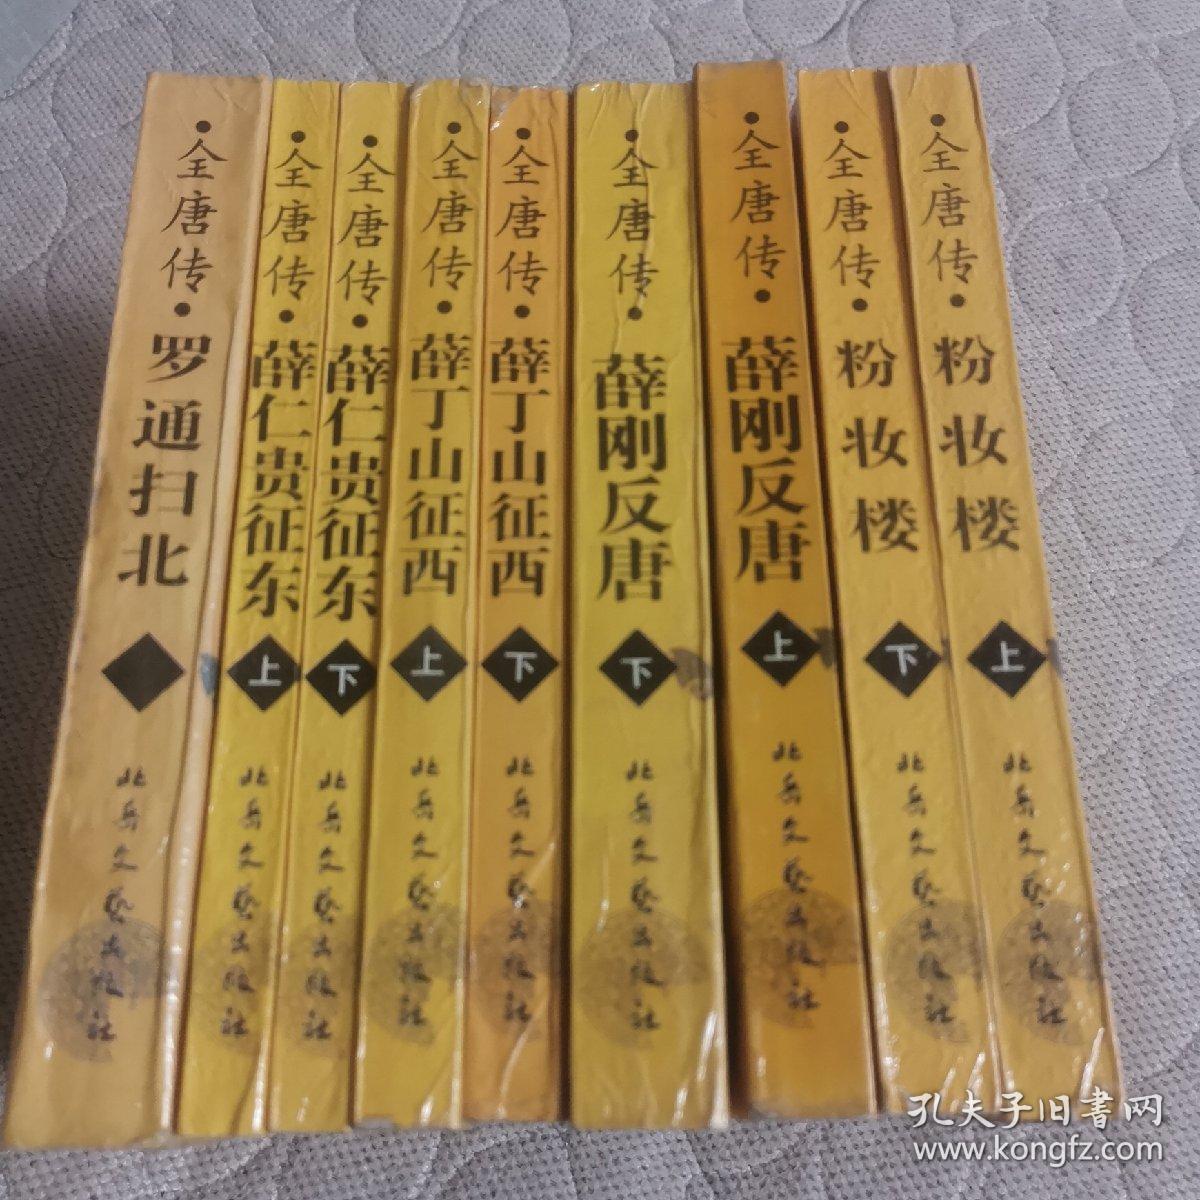 ·全唐传·罗通扫北
北岳文艺出版社
·全唐传·薛仁贵征东 上
北岳文艺出版社
·全唐传·薛仁贵征东 下
北岳文艺出版社
·全唐传·薛丁山征西 上
北岳文艺出版社
·全唐传·薛丁山征西 下
北岳文艺出版社
·全唐传·薛刚反唐 下
北岳文艺出版社
·全唐传·薛刚反唐 上
北岳文艺出版社
·全唐传·粉妆楼 下
北岳文艺出版社
·全唐传·粉妆楼 上
北岳文艺出版社
孔夫子旧書网
www.kongfz.com